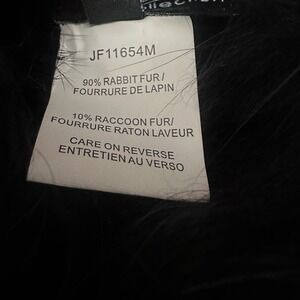 JF11654M
90% RABBIT FUR/
FOURRURE DE LAPIN
10% RACCOON FUR/
FOURRURE RATON LAVEUR
CARE ON REVERSE
ENTRETIEN AU VERSO